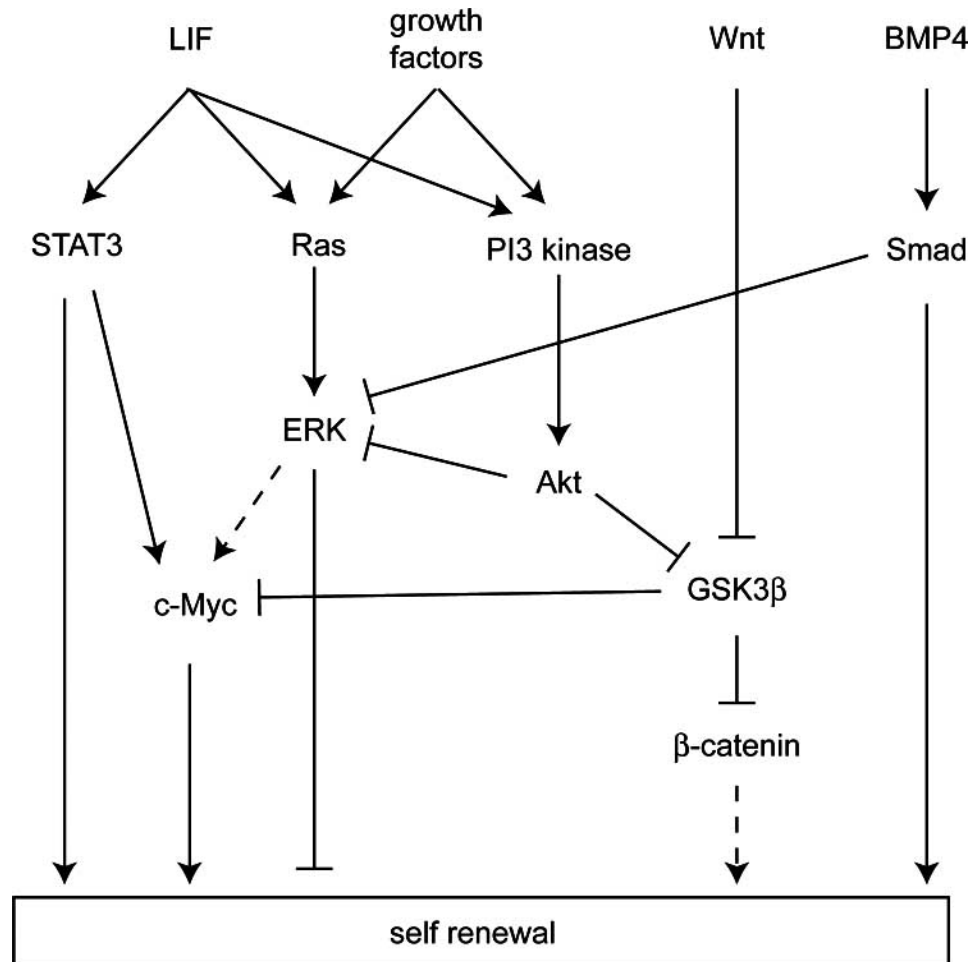 LIF
growth
factors
Wnt
BMP4
STAT3
Ras
PI3 kinase
Smad
ERK
Akt
c-Myc
GSK3β
β-catenin
self renewal